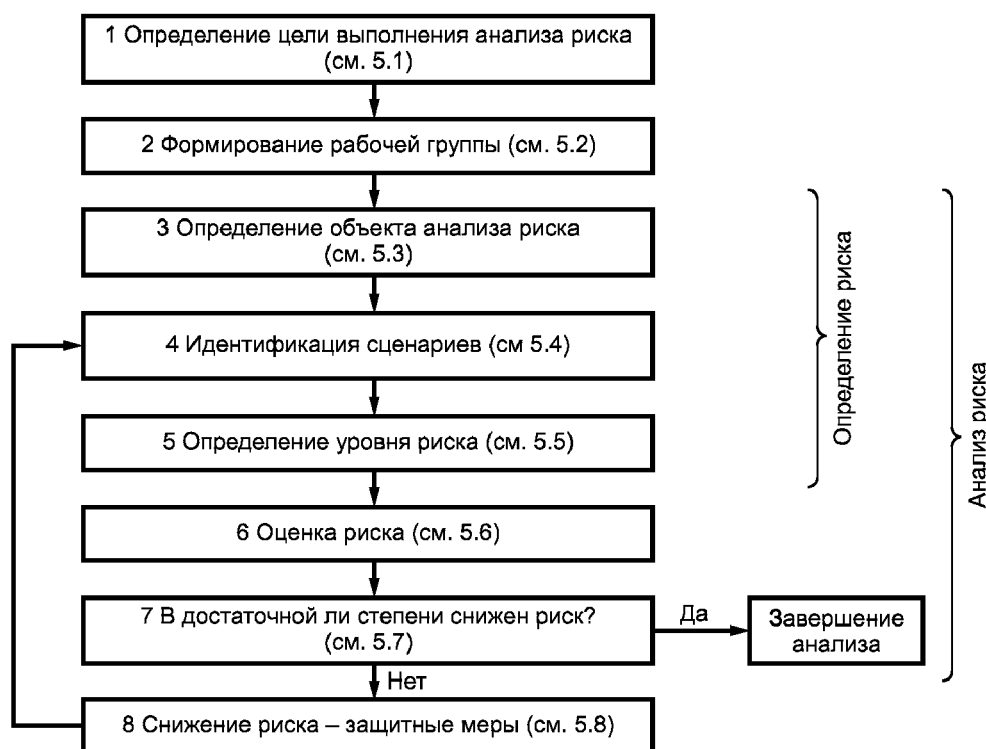 1 Определение цели выполнения анализа риска
(см. 5.1)
2 Формирование рабочей группы (см. 5.2)
3 Определение объекта анализа риска
(см. 5.3)
4 Идентификация сценариев (см 5.4)
5 Определение уровня риска (см. 5.5)
6 Оценка риска (см. 5.6)
7 В достаточной ли степени снижен риск?
(см. 5.7)
Да
Завершение
анализа
Нет
8 Снижение риска – защитные меры (см. 5.8)
Определение риска
Анализ риска